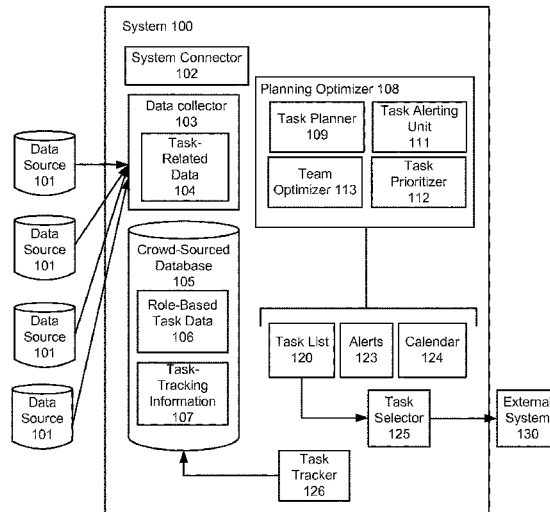 System 100
System Connector
102
Data collector
103
Task-
Related
Data
104
Data
Source
101
Data
Source
101
Data
Source
101
Data
Source
101
Crowd-Sourced
Database
105
Role-Based
Task Data
106
Task-
Tracking
Information
107
Planning Optimizer 108
Task Planner
109
Task Alerting
Unit
111
Team
Optimizer 113
Task
Prioritizer
112
Task List
120
Alerts
123
Calendar
124
Task
Selector
125
External
System
130
Task
Tracker
126